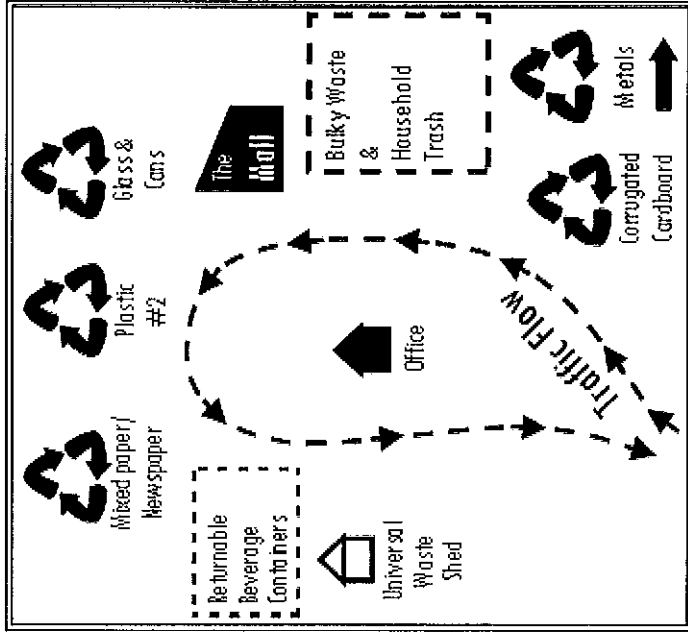 Mixed paper/
Newspaper
Plastic
#2
Glass &
Cans
Returnable
Beverage
Containers
The
Mall
Universal
Waste
Shed
Office
Bulky Waste
&
Household
Trash
Traffic Flow
Corrugated
Cardboard
Metals